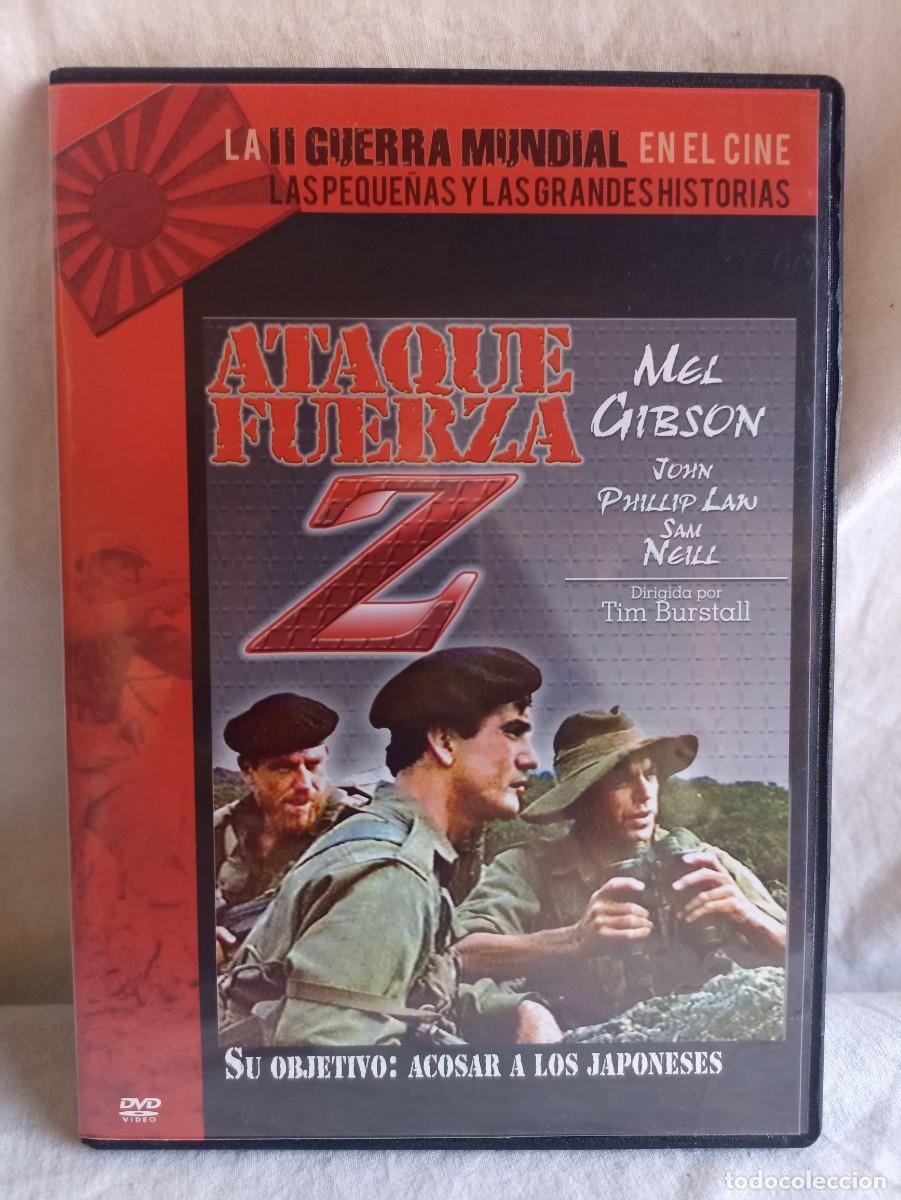 LA II GUERRA MUNDIAL EN EL CINE
LAS PEQUEÑAS Y LAS GRANDES HISTORIAS
ATAQUE
FUERZA
Z
MEL
GIBSON
JOHN
PHILLIP LAW
SAM
NEILL
Dirigida por
Tim Burstall
SU OBJETIVO: ACOSAR A LOS JAPONESES
DVD
VIDEO
todocoleccion